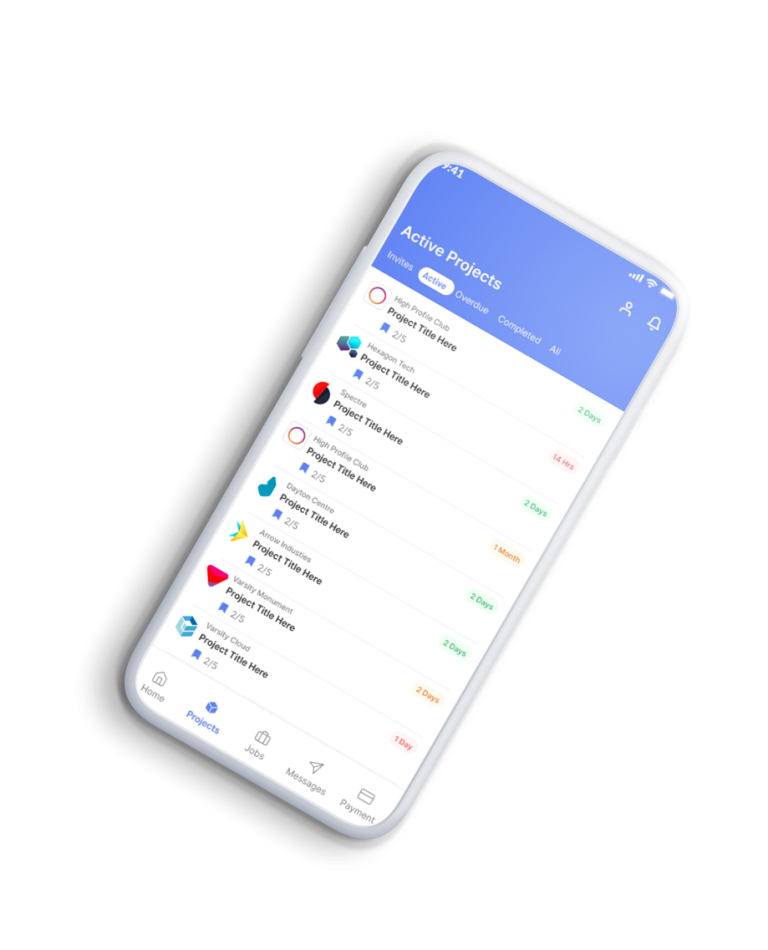 9:41
Active Projects
Invites Active Overdue Completed All
High Profile Club
Project Title Here
2/5
2 Days
Hexagon Tech
Project Title Here
2/5
14 Hrs
Spectre
Project Title Here
2/5
2 Days
High Profile Club
Project Title Here
2/5
1 Month
Dayton Centre
Project Title Here
2/5
2 Days
Arrow Industies
Project Title Here
2/5
2 Days
Varsity Monument
Project Title Here
2/5
2 Days
Varsity Cloud
Project Title Here
2/5
1 Day
Home Projects Jobs Messages Payment